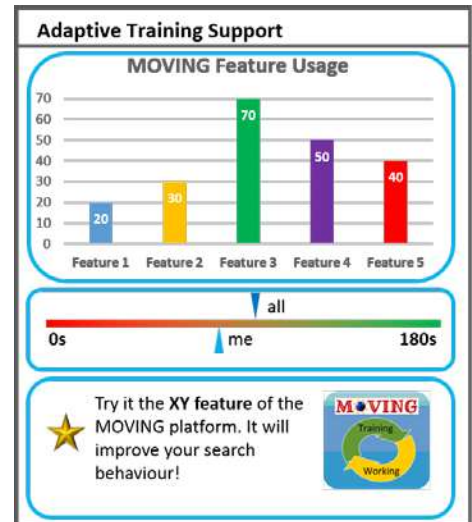 Adaptive Training Support
MOVING Feature Usage
70
60
50
40
30
20
10
0
20
30
70
50
40
Feature 1 Feature 2 Feature 3 Feature 4 Feature 5
all
0s me 180s
Try it the XY feature of the
MOVING platform. It will
improve your search
behaviour!
MOVING
Training
Working